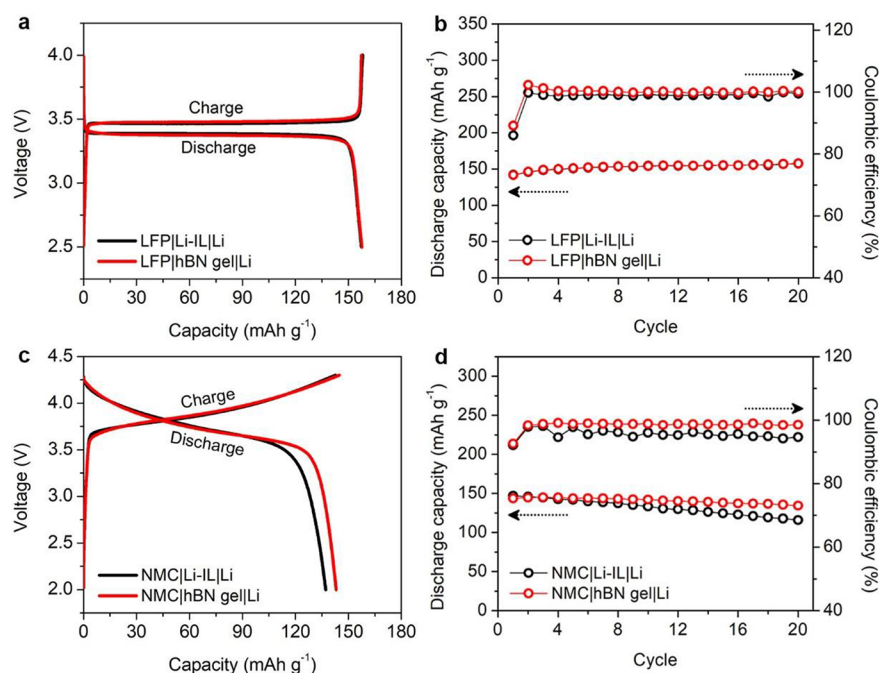 a
4.0
3.5
3.0
2.5
Voltage (V)
Charge
Discharge
LFP|Li-IL|Li
LFP|hBN gel|Li
0 30 60 90 120 150 180
Capacity (mAh g⁻¹)
b
300
250
200
150
100
50
0
Discharge capacity (mAh g⁻¹)
120
100
80
60
40
Coulombic efficiency (%)
LFP|Li-IL|Li
LFP|hBN gel|Li
0 4 8 12 16 20
Cycle
c
4.5
4.0
3.5
3.0
2.5
2.0
Voltage (V)
Charge
Discharge
NMC|Li-IL|Li
NMC|hBN gel|Li
0 30 60 90 120 150 180
Capacity (mAh g⁻¹)
d
300
250
200
150
100
50
0
Discharge capacity (mAh g⁻¹)
120
100
80
60
40
Coulombic efficiency (%)
NMC|Li-IL|Li
NMC|hBN gel|Li
0 4 8 12 16 20
Cycle